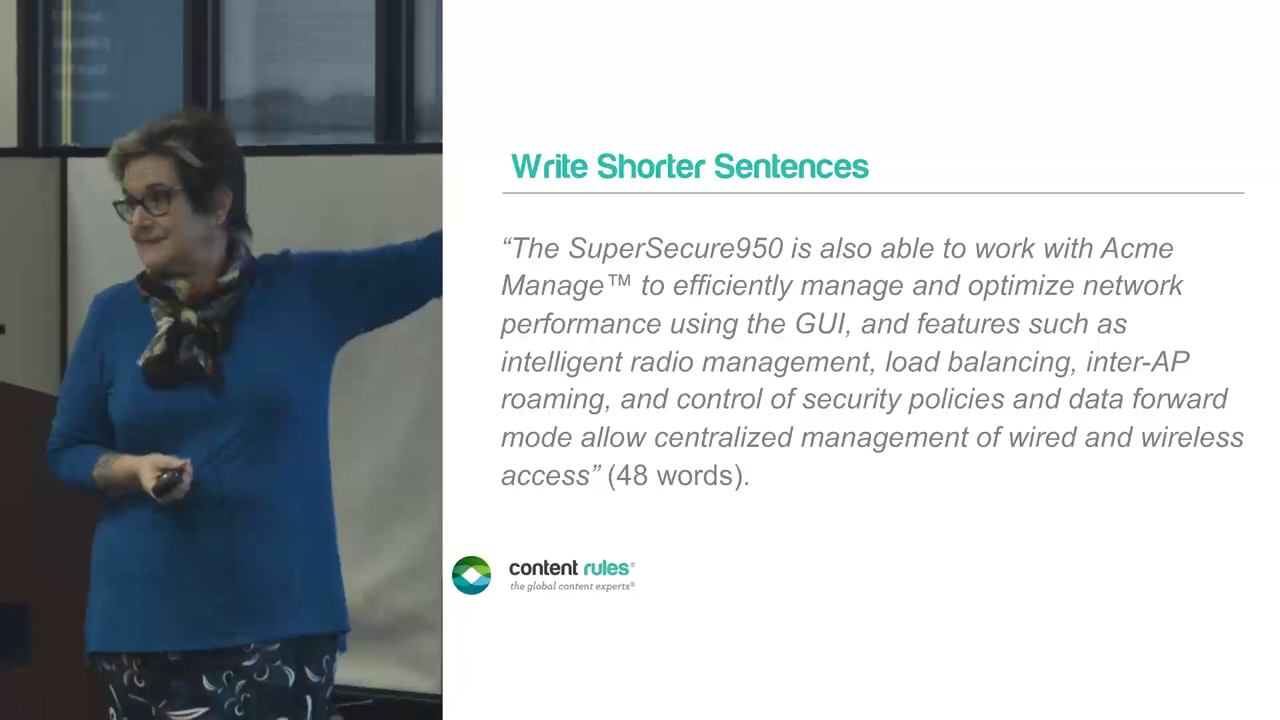 Write Shorter Sentences
“The SuperSecure950 is also able to work with Acme
Manage™ to efficiently manage and optimize network
performance using the GUI, and features such as
intelligent radio management, load balancing, inter-AP
roaming, and control of security policies and data forward
mode allow centralized management of wired and wireless
access” (48 words).
content rules®
the global content experts®